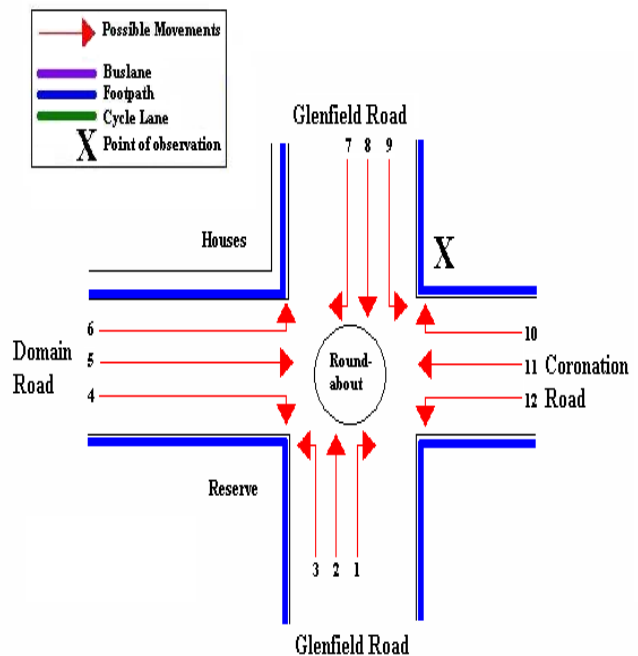 Possible Movements
Buslane
Footpath
Cycle Lane
X Point of observation
Glenfield Road
7 8 9
Houses
X
6
10
Domain
Road
5
Round-
about
11 Coronation
Road
4
12
Reserve
3 2 1
Glenfield Road